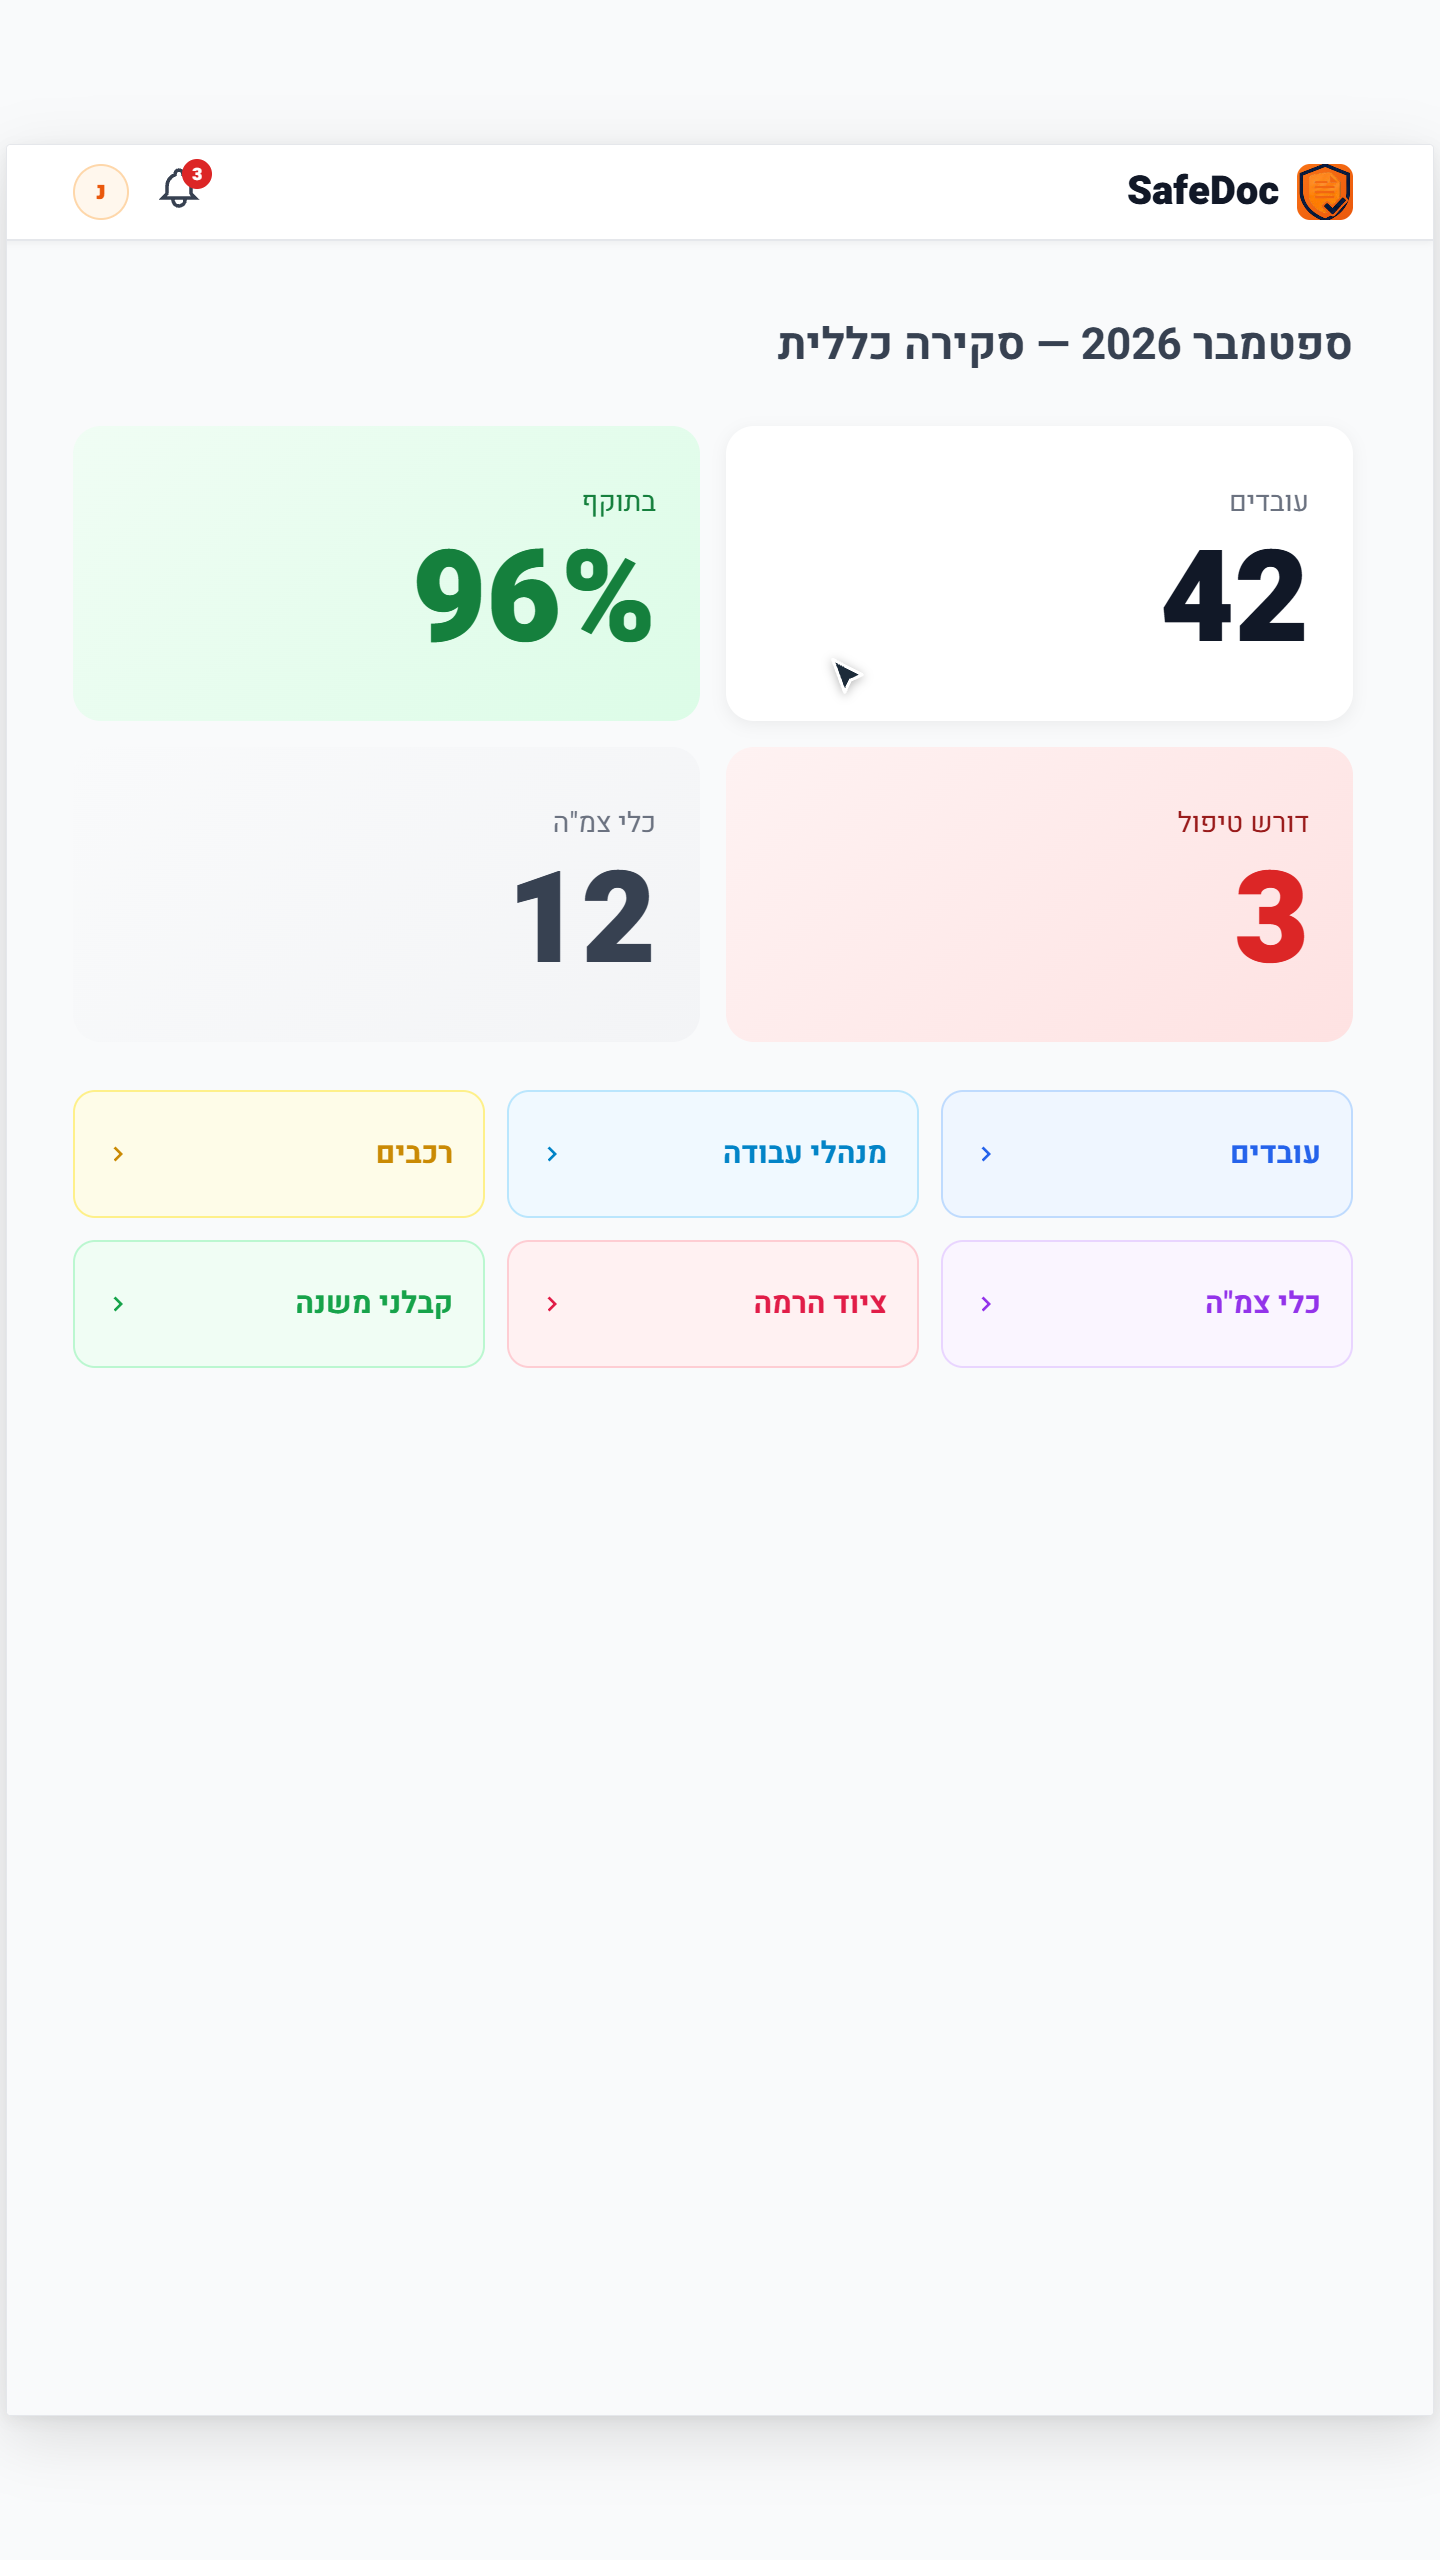 SafeDoc
3
נ
ספטמבר 2026 — סקירה כללית
עובדים
42
בתוקף
96%
דורש טיפול
3
כלי צמ"ה
12
עובדים
מנהלי עבודה
רכבים
כלי צמ"ה
ציוד הרמה
קבלני משנה